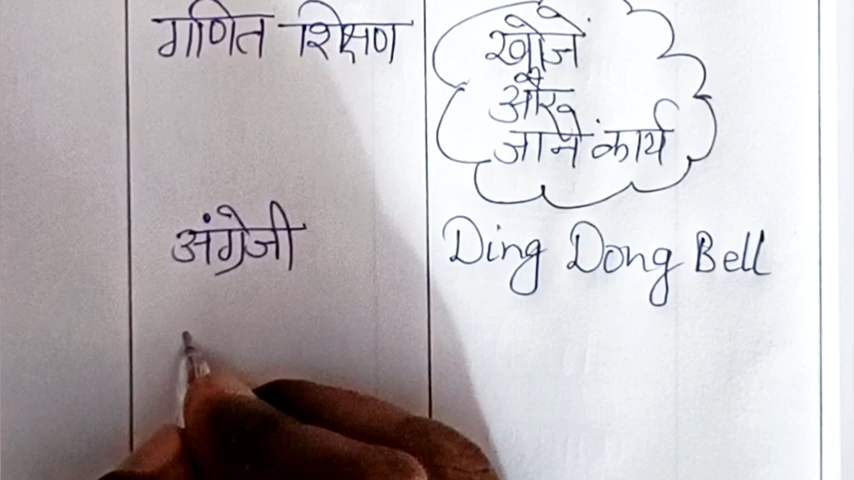 गणित शिक्षण
खोजें
और
जाने कार्य
अंग्रेजी
Ding Dong Bell